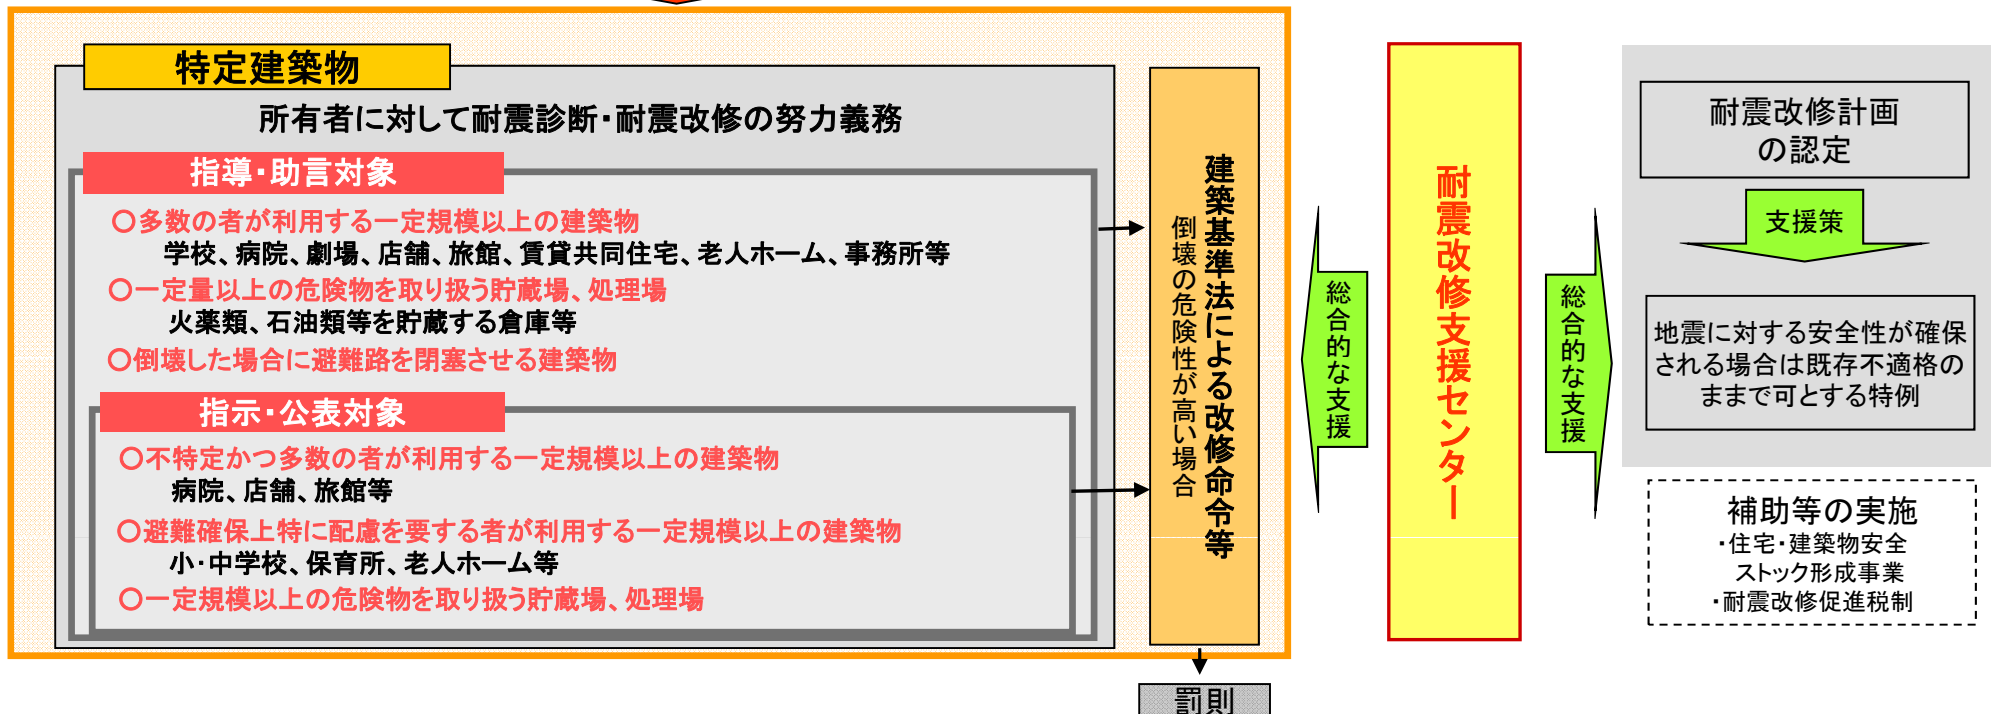 特定建築物
所有者に対して耐震診断・耐震改修の努力義務
指導・助言対象
○多数の者が利用する一定規模以上の建築物
学校、病院、劇場、店舗、旅館、賃貸共同住宅、老人ホーム、事務所等
○一定量以上の危険物を取り扱う貯蔵場、処理場
火薬類、石油類等を貯蔵する倉庫等
○倒壊した場合に避難路を閉塞させる建築物
指示・公表対象
○不特定かつ多数の者が利用する一定規模以上の建築物
病院、店舗、旅館等
○避難確保上特に配慮を要する者が利用する一定規模以上の建築物
小・中学校、保育所、老人ホーム等
○一定規模以上の危険物を取り扱う貯蔵場、処理場
建築基準法による改修命令等
倒壊の危険性が高い場合
罰則
総合的な支援
耐震改修支援センター
総合的な支援
耐震改修計画
の認定
支援策
地震に対する安全性が確保
される場合は既存不適格の
ままで可とする特例
補助等の実施
・住宅・建築物安全
ストック形成事業
・耐震改修促進税制